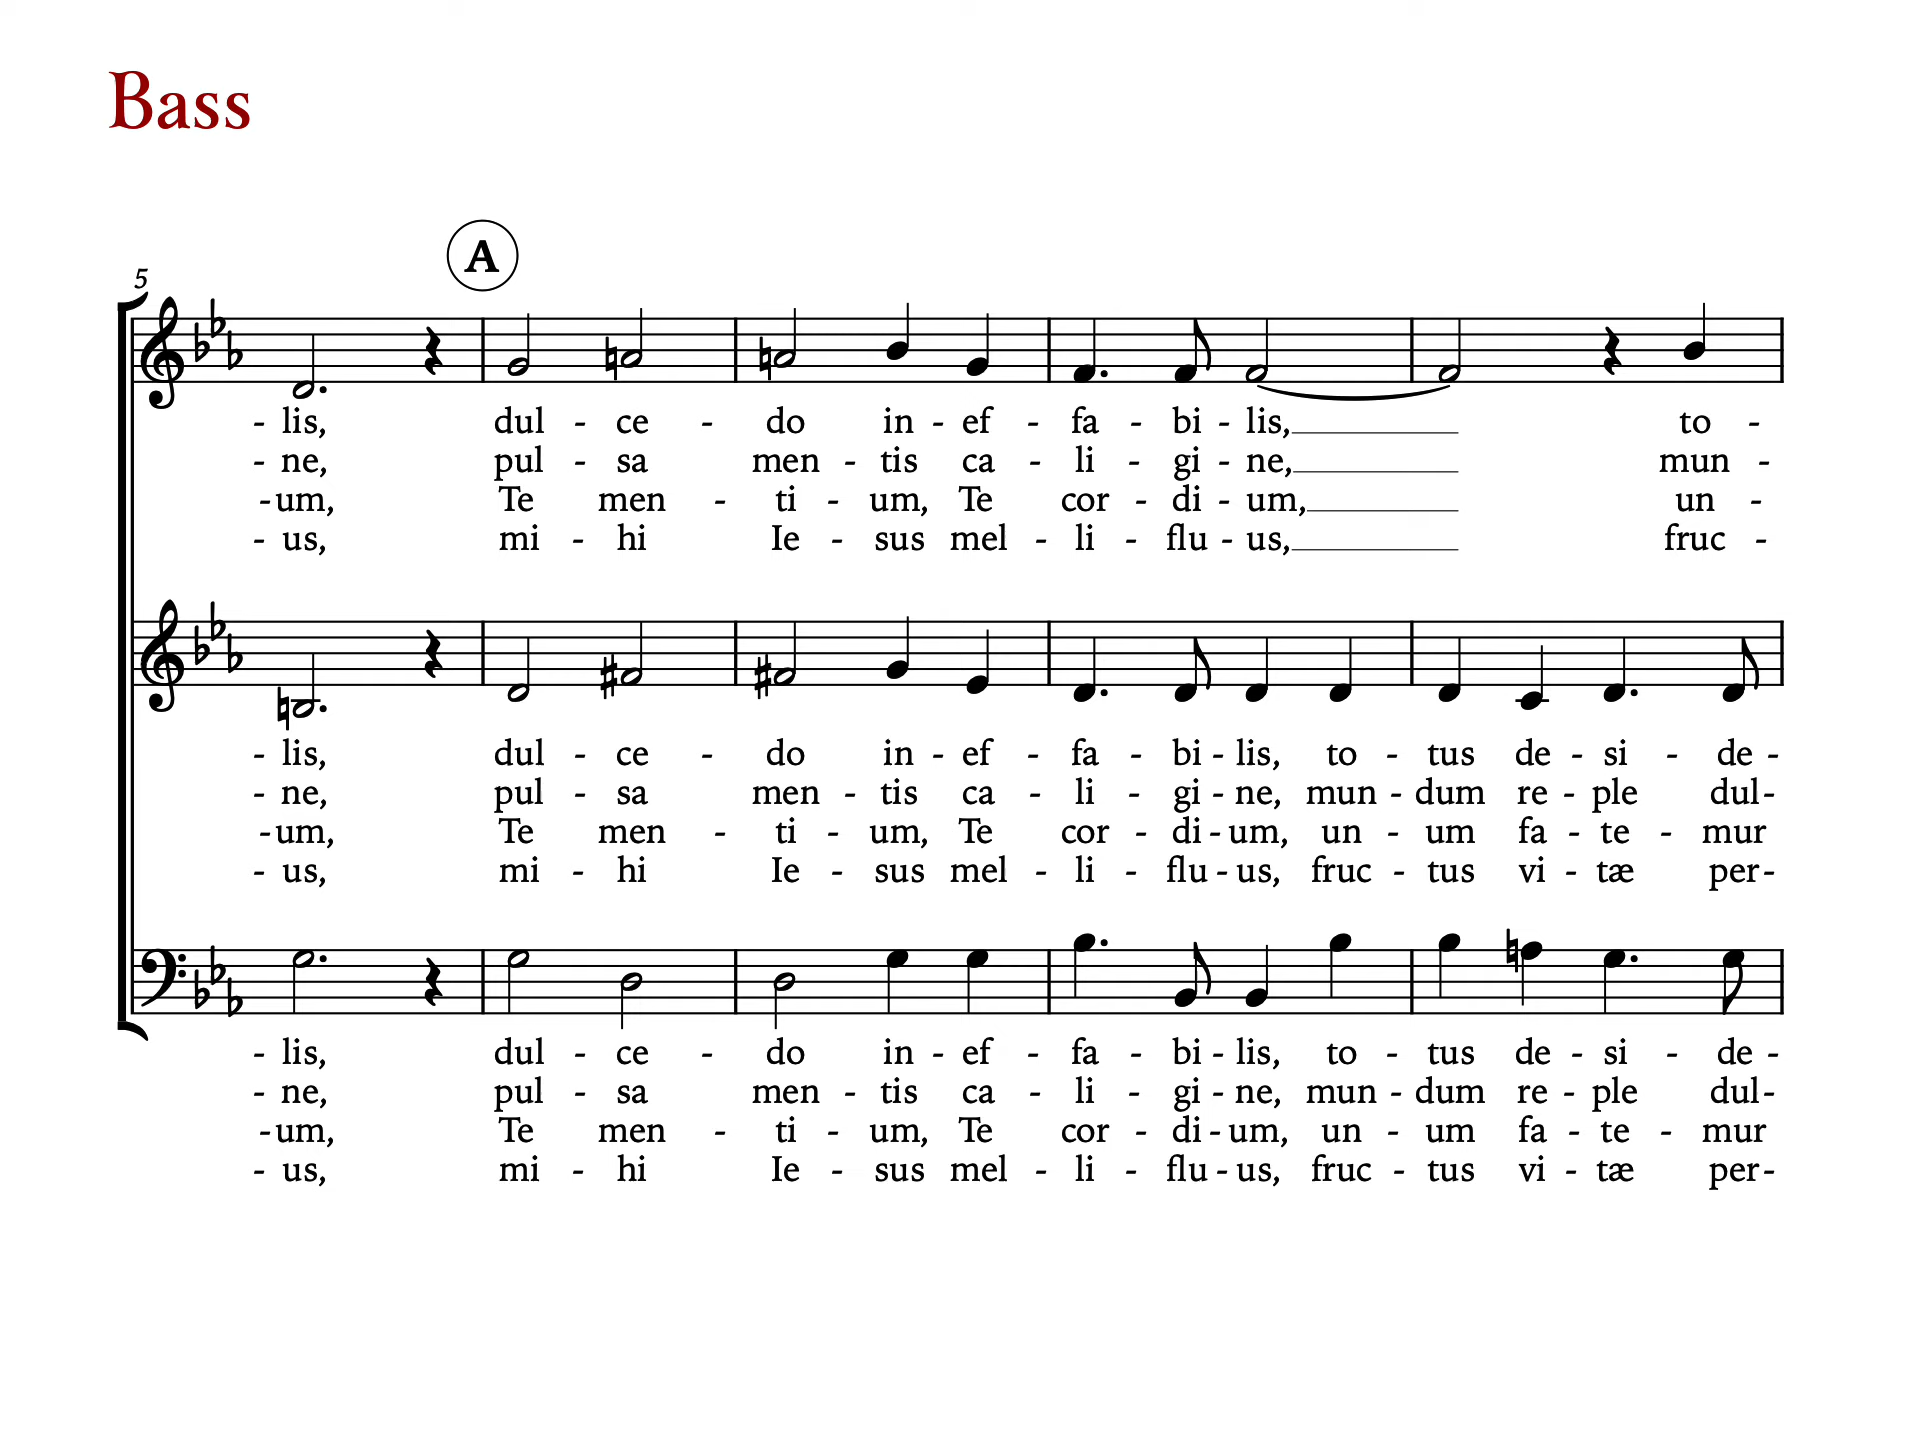 Bass
A
5
- lis, dul - ce - do in - ef - fa - bi - lis, to -
- ne, pul - sa men - tis ca - li - gi - ne, mun -
- um, Te men - ti - um, Te cor - di - um, un -
- us, mi - hi Ie - sus mel - li - flu - us, fruc -
- lis, dul - ce - do in - ef - fa - bi - lis, to - tus de - si - de -
- ne, pul - sa men - tis ca - li - gi - ne, mun - dum re - ple dul -
- um, Te men - ti - um, Te cor - di - um, un - um fa - te - mur
- us, mi - hi Ie - sus mel - li - flu - us, fruc - tus vi - tæ per -
- lis, dul - ce - do in - ef - fa - bi - lis, to - tus de - si - de -
- ne, pul - sa men - tis ca - li - gi - ne, mun - dum re - ple dul -
- um, Te men - ti - um, Te cor - di - um, un - um fa - te - mur
- us, mi - hi Ie - sus mel - li - flu - us, fruc - tus vi - tæ per -